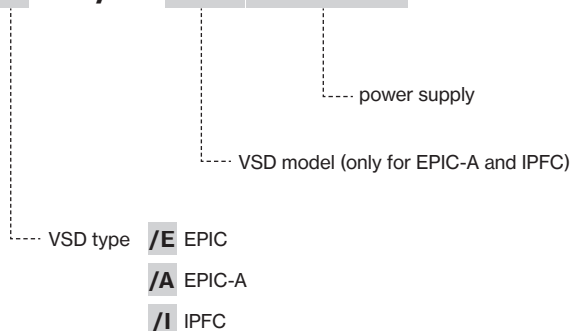 power supply
VSD model (only for EPIC-A and IPFC)
VSD type /E EPIC
/A EPIC-A
/I IPFC